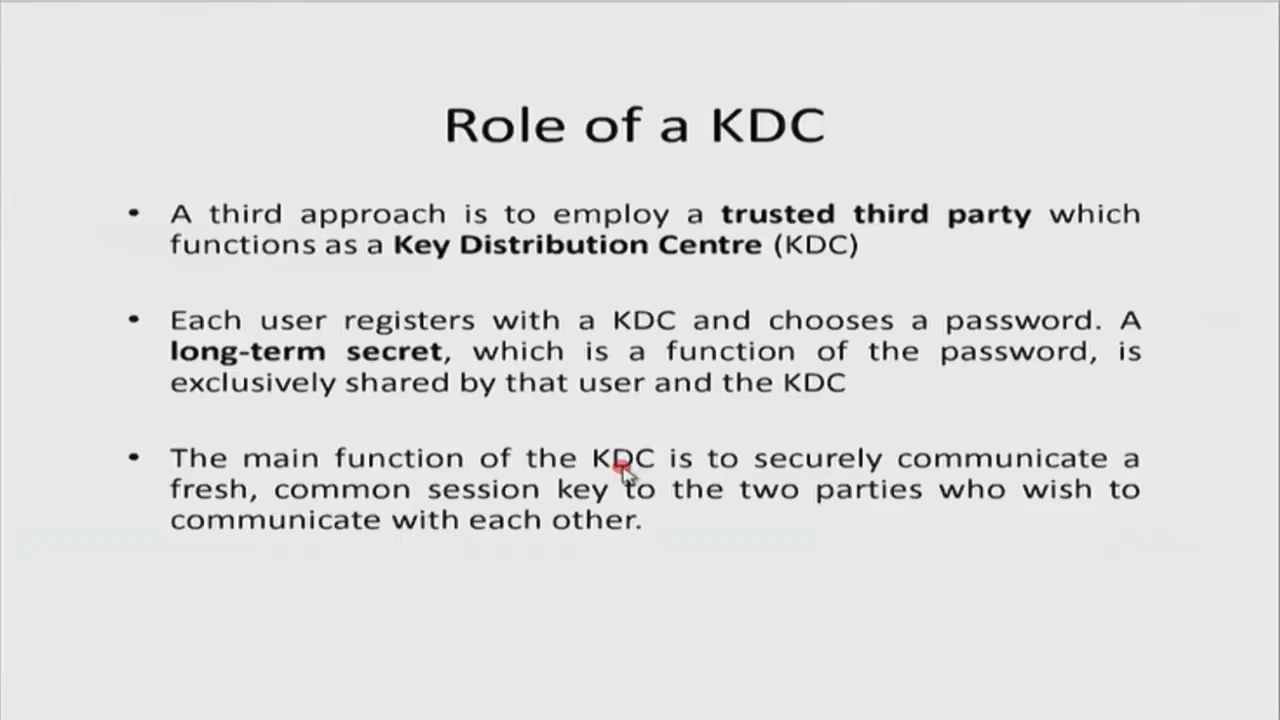 Role of a KDC
• A third approach is to employ a trusted third party which
functions as a Key Distribution Centre (KDC)
• Each user registers with a KDC and chooses a password. A
long-term secret, which is a function of the password, is
exclusively shared by that user and the KDC
• The main function of the KDC is to securely communicate a
fresh, common session key to the two parties who wish to
communicate with each other.